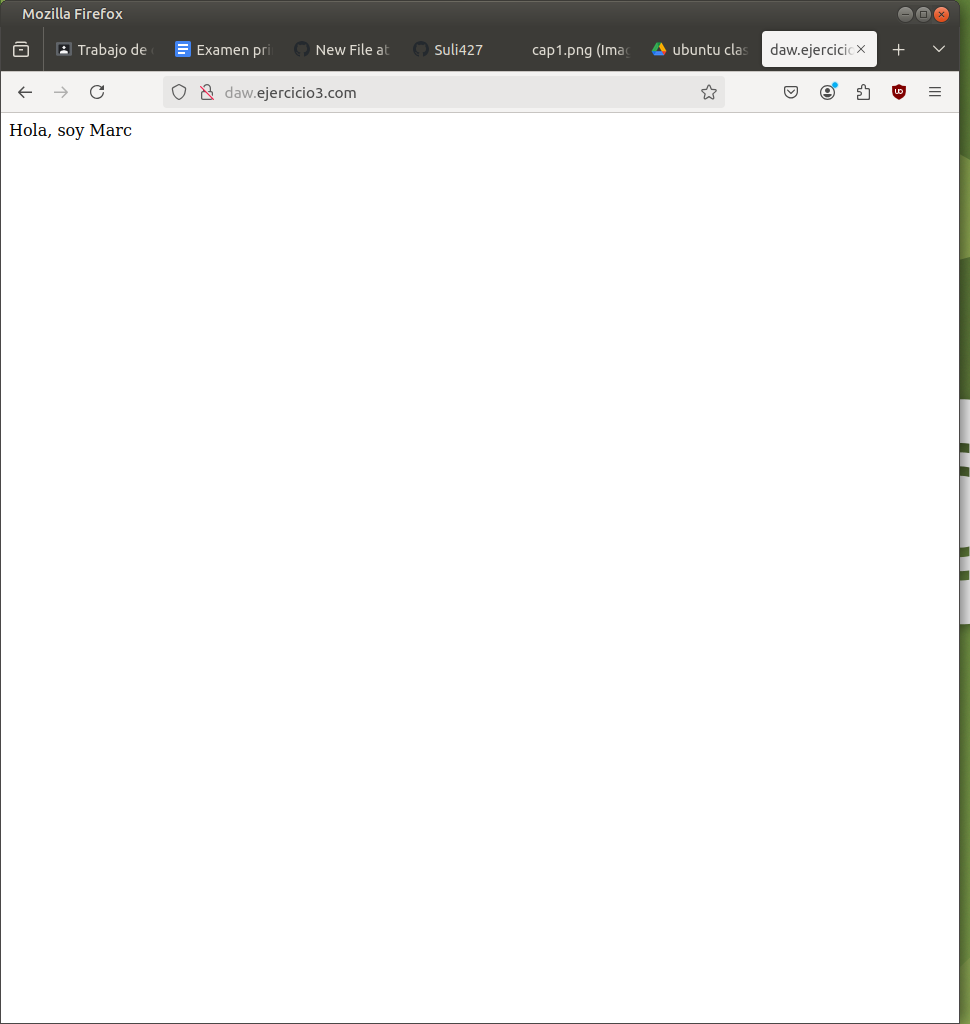 Mozilla Firefox
Trabajo de
Examen pri
New File at
Suli427
cap1.png (Imag
ubuntu clas
daw.ejercicio
daw.ejercicio3.com
Hola, soy Marc